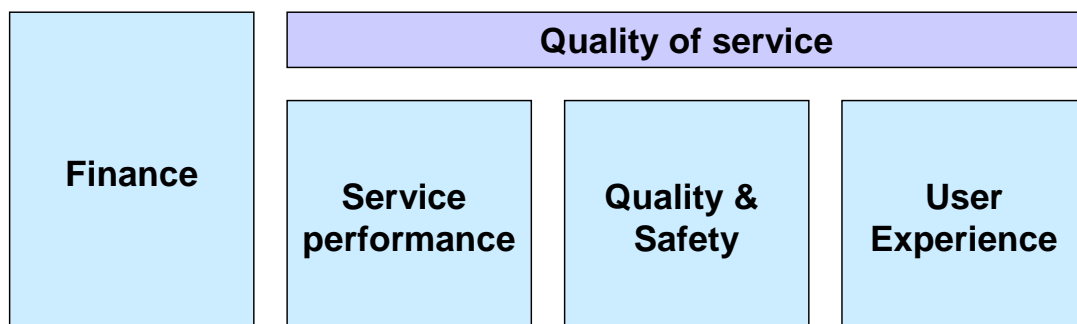 Quality of service
Finance
Service
performance
Quality &
Safety
User
Experience